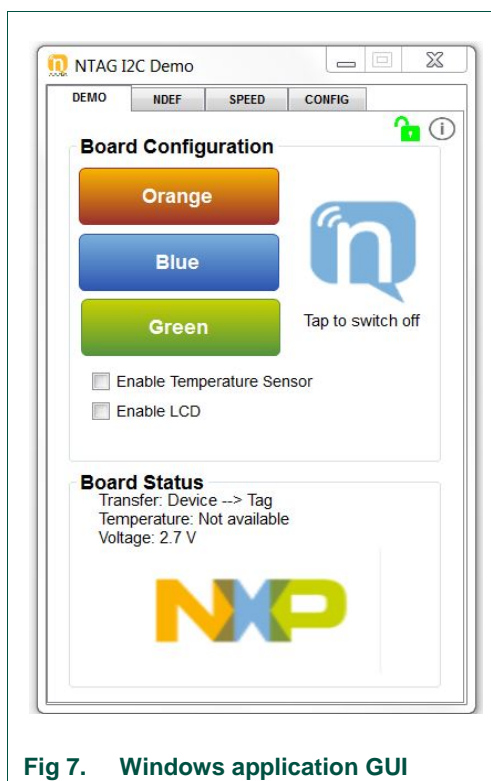 NTAG I2C Demo
DEMO NDEF SPEED CONFIG
Board Configuration
Orange
Blue
Green
Tap to switch off
Enable Temperature Sensor
Enable LCD
Board Status
Transfer: Device --> Tag
Temperature: Not available
Voltage: 2.7 V
NXP
Fig 7. Windows application GUI